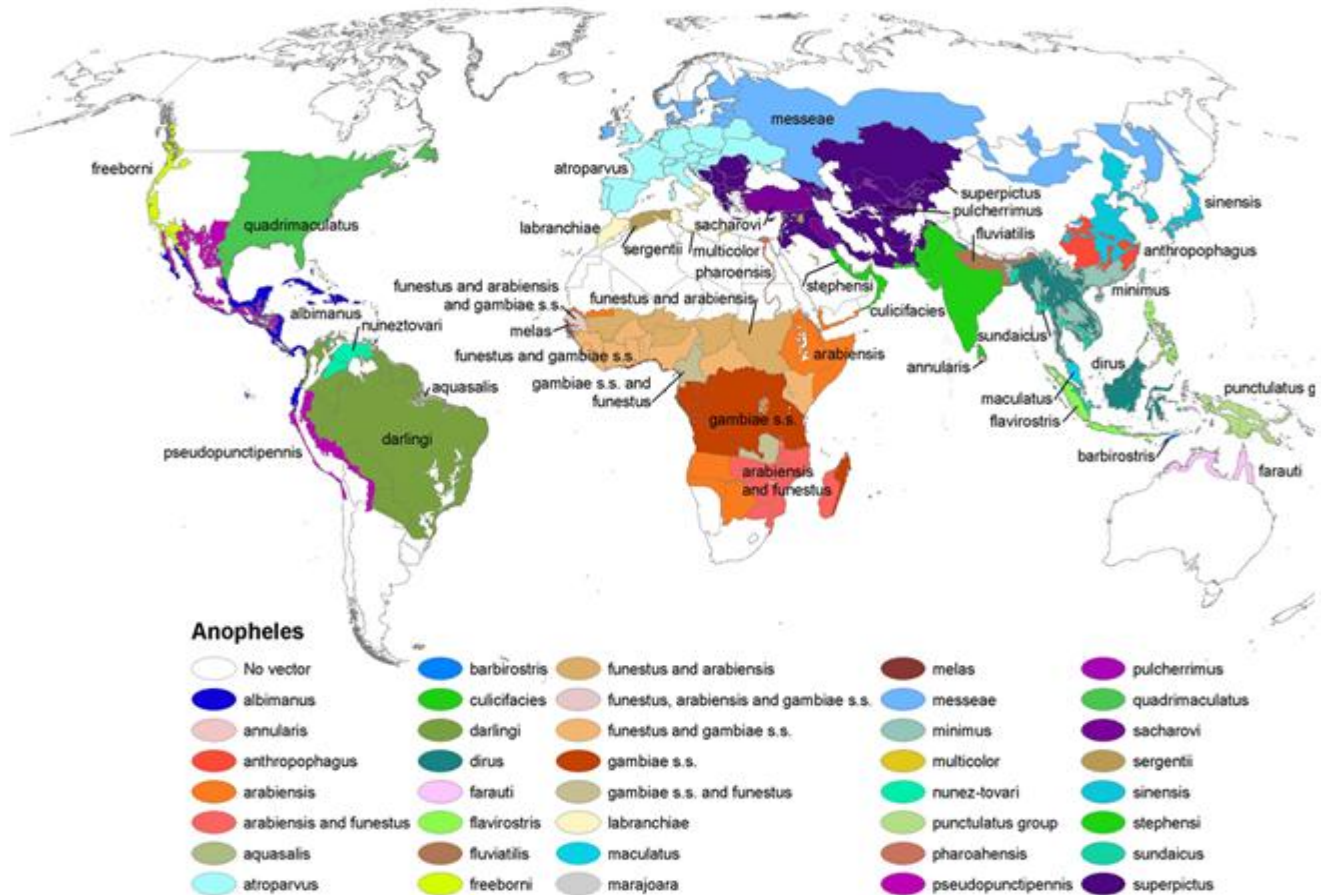 messeae
freeborni
atroparvus
superpictus
sinensis
quadrimaculatus
labranchiae
sacharovi
pulcherrimus
sergentii
multicolor
fluviatilis
anthropophagus
pharoensis
funestus and arabiensis
and gambiae s.s.
funestus and arabiensis
stephensi
minimus
albimanus
culicifacies
nuneztovari
melas
sundaicus
funestus and gambiae s.s.
arabiensis
annularis
dirus
aquasalis
gambiae s.s. and
funestus
maculatus
punctulatus g
gambiae s.s.
flavirostris
darlingi
pseudopunctipennis
barbirostris
arabiensis
and funestus
farauti
Anopheles
No vector
albimanus
annularis
anthropophagus
arabiensis
arabiensis and funestus
aquasalis
atroparvus
barbirostris
culicifacies
darlingi
dirus
farauti
flavirostris
fluviatilis
freeborni
funestus and arabiensis
funestus, arabiensis and gambiae s.s.
funestus and gambiae s.s.
gambiae s.s.
gambiae s.s. and funestus
labranchiae
maculatus
marajoara
melas
messeae
minimus
multicolor
nunez-tovari
punctulatus group
pharoahensis
pseudopunctipennis
pulcherrimus
quadrimaculatus
sacharovi
sergentii
sinensis
stephensi
sundaicus
superpictus